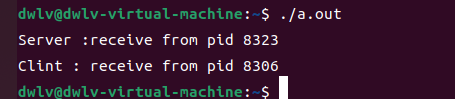 dwlv@dwlv-virtual-machine:~$ ./a.out
Server :receive from pid 8323
Clint : receive from pid 8306
dwlv@dwlv-virtual-machine:~$